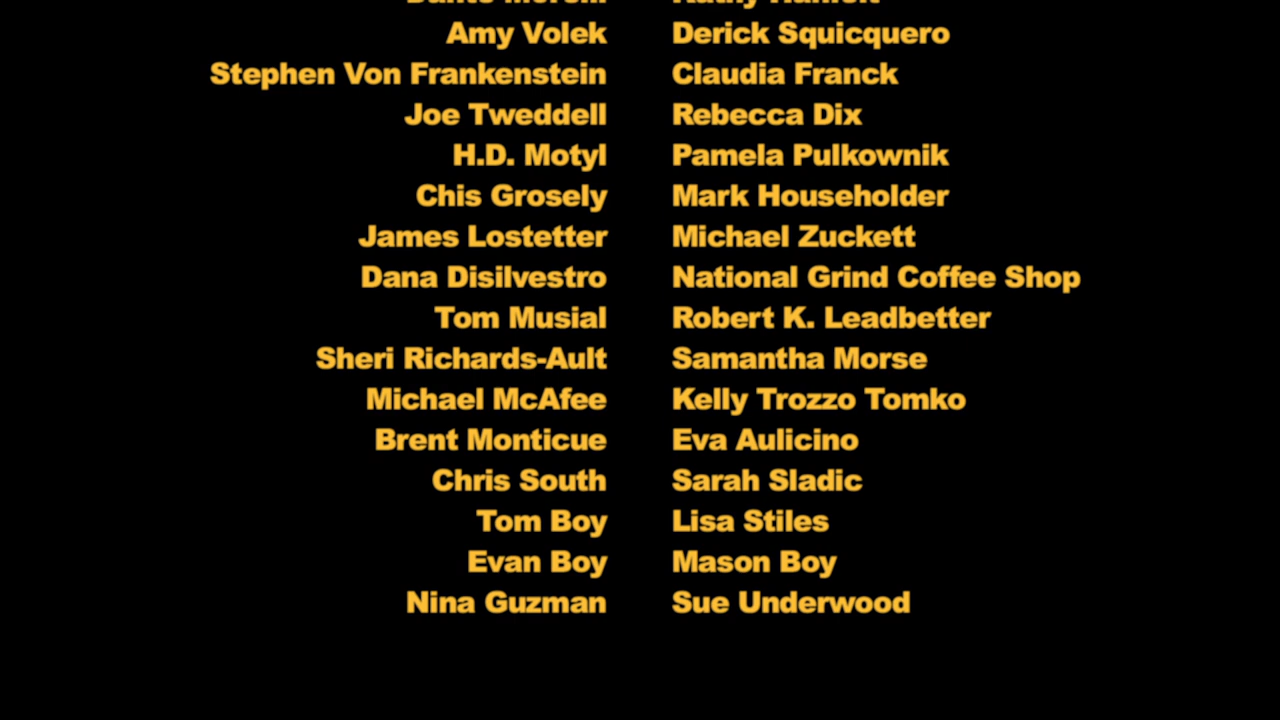 Amy Volek Derick Squicquero
Stephen Von Frankenstein Claudia Franck
Joe Tweddell Rebecca Dix
H.D. Motyl Pamela Pulkownik
Chis Grosely Mark Householder
James Lostetter Michael Zuckett
Dana Disilvestro National Grind Coffee Shop
Tom Musial Robert K. Leadbetter
Sheri Richards-Ault Samantha Morse
Michael McAfee Kelly Trozzo Tomko
Brent Monticue Eva Aulicino
Chris South Sarah Sladic
Tom Boy Lisa Stiles
Evan Boy Mason Boy
Nina Guzman Sue Underwood